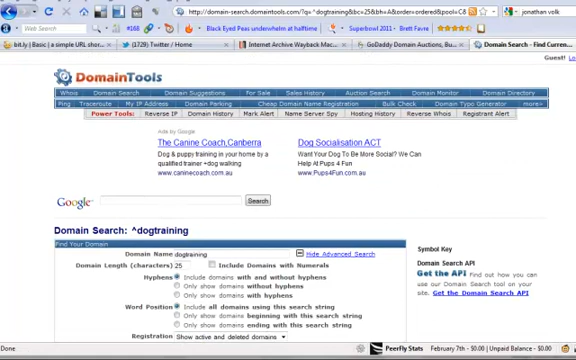 http://domain-search.domaintools.com/?q=^dogtraining&bc=25&bh=A&order=ordered&pool=C8
jonathan volk
Search
#168
Black Eyed Peas underwhelm at halftime
Superbowl 2011 - Brett Favre
bit.ly | Basic | a simple URL shor...
(1729) Twitter / Home
Internet Archive Wayback Mac...
GoDaddy Domain Auctions, Bu...
Domain Search - Find Curren...
Guest!
DomainTools
Whois Domain Search Domain Suggestions For Sale Sales History Auction Search Domain Monitor Domain Directory
Ping Traceroute My IP Address Domain Parking Cheap Domain Name Registration Bulk Check Domain Typo Generator more>
Power Tools: Reverse IP Domain History Mark Alert Name Server Spy Hosting History Reverse Whois Registrant Alert
Ads by Google
The Canine Coach,Canberra
Dog & puppy training in your home by a
qualified trainer +dog walking
www.caninecoach.com.au
Dog Socialisation ACT
Want Your Dog To Be More Social? We Can
Help At Pups 4 Fun
www.Pups4Fun.com.au
Google Search
Domain Search: ^dogtraining
Find Your Domain
Domain Name dogtraining Hide Advanced Search
Domain Length (characters) 25 Include Domains with Numerals
Hyphens Include domains with and without hyphens
Only show domains without hyphens
Only show domains with hyphens
Word Position Include all domains using this search string
Only show domains beginning with this search string
Only show domains ending with this search string
Registration Show active and deleted domains
Symbol Key
Domain Search API
Get the API Find out how you
can use our Domain Search tool on your
site. Get the Domain Search API
Done
PeerFly Stats February 7th - $0.00 | Unpaid Balance - $0.00